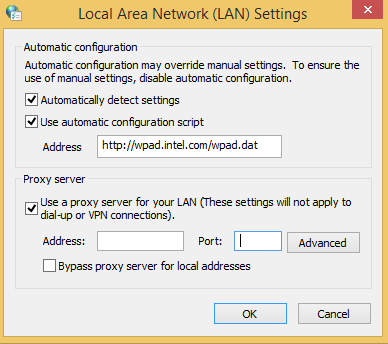 Local Area Network (LAN) Settings
Automatic configuration
Automatic configuration may override manual settings. To ensure the
use of manual settings, disable automatic configuration.
Automatically detect settings
Use automatic configuration script
Address http://wpad.intel.com/wpad.dat
Proxy server
Use a proxy server for your LAN (These settings will not apply to
dial-up or VPN connections).
Address: Port: Advanced
Bypass proxy server for local addresses
OK Cancel